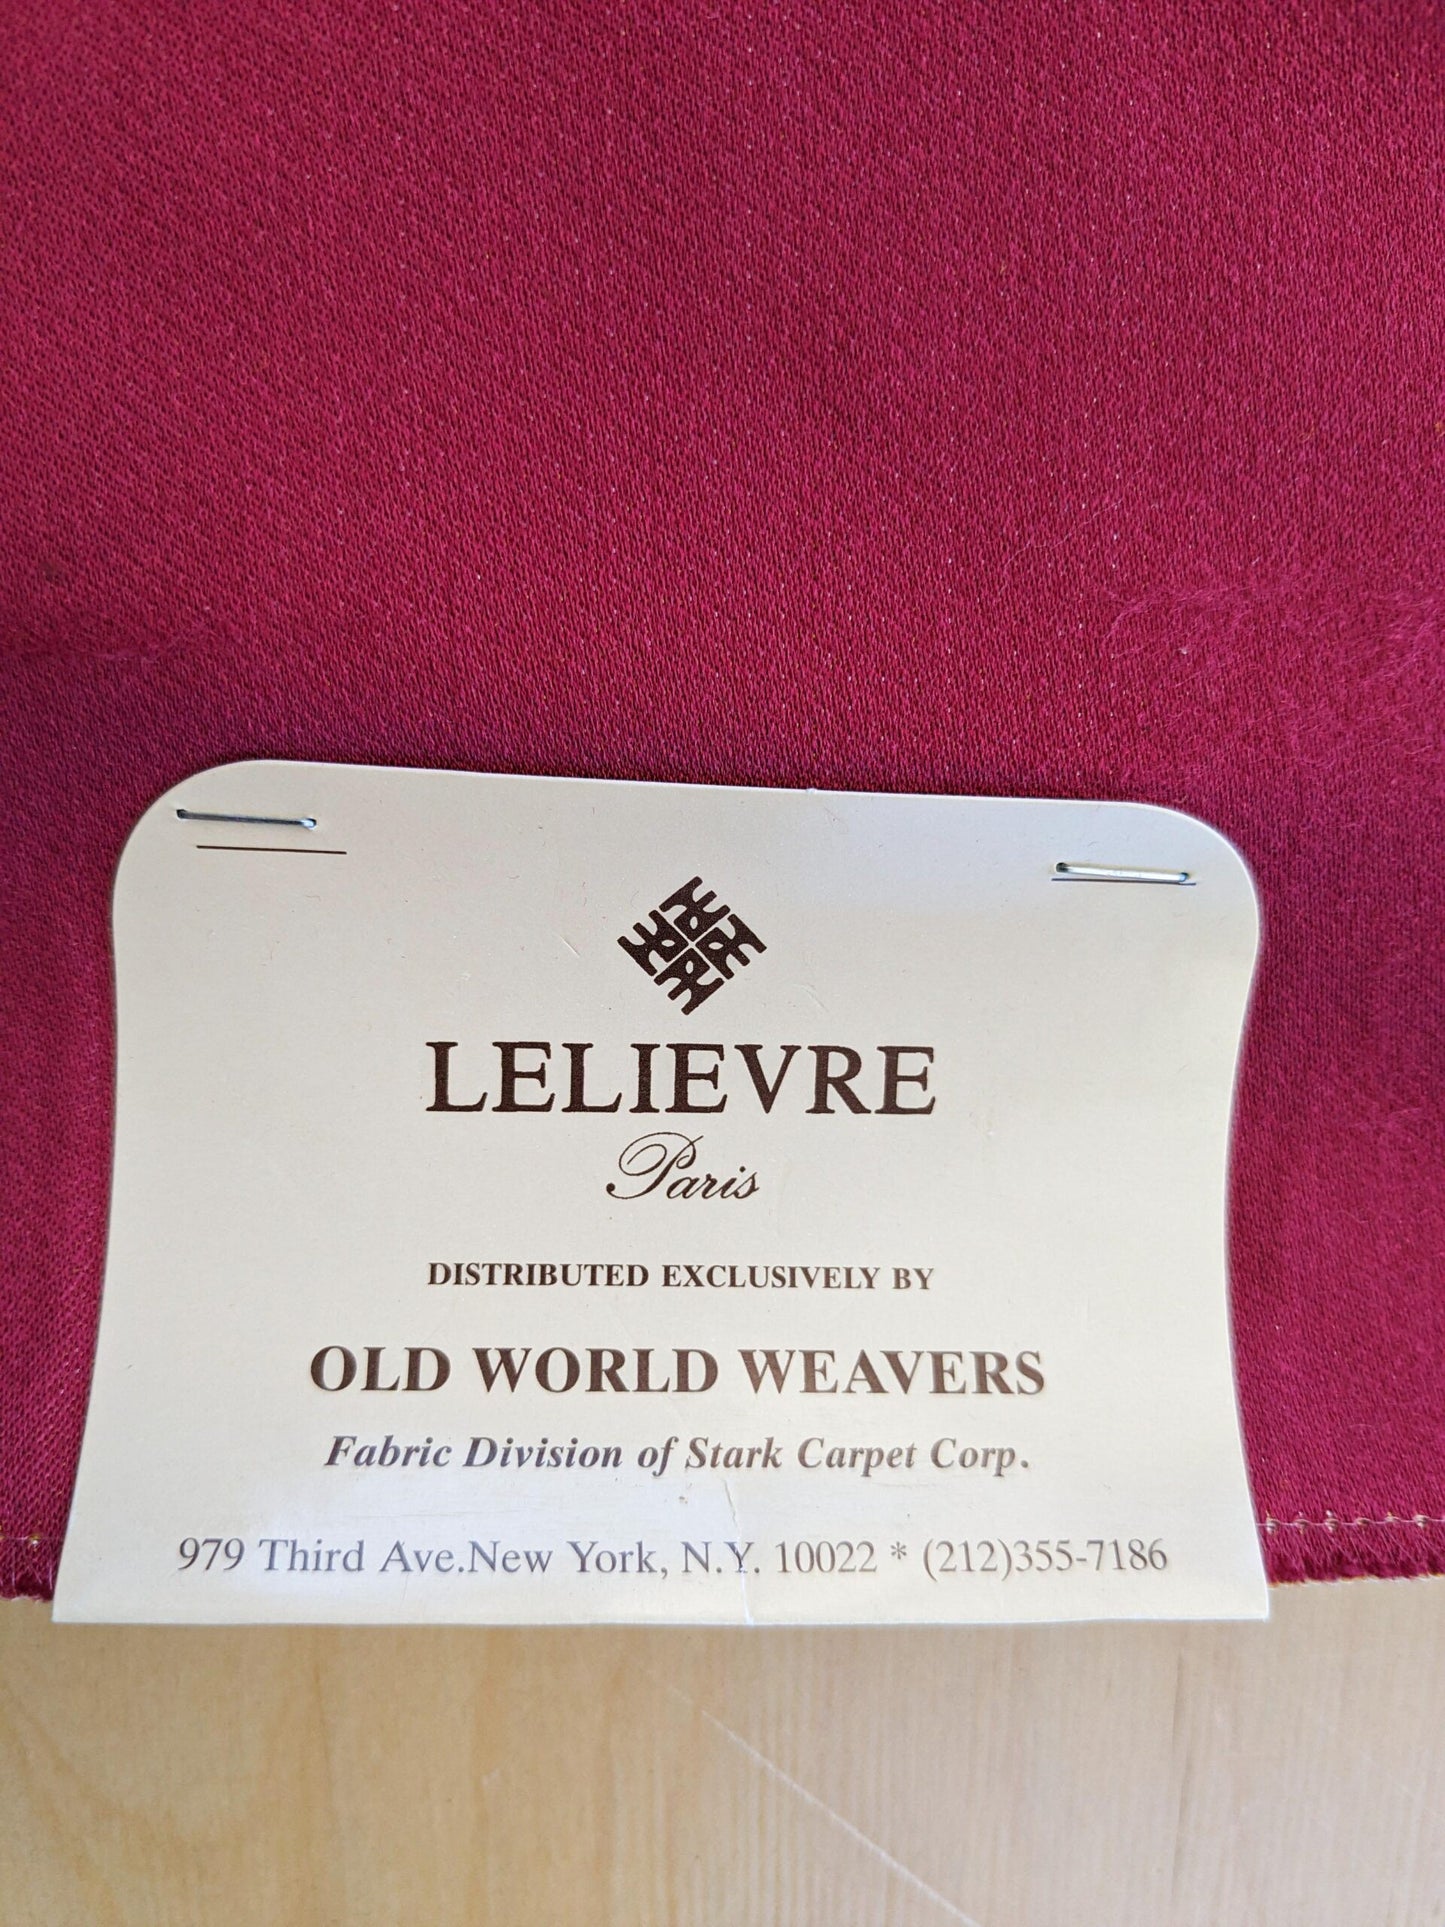 LELIEVRE
Paris
DISTRIBUTED EXCLUSIVELY BY
OLD WORLD WEAVERS
Fabric Division of Stark Carpet Corp.
979 Third Ave.New York, N.Y. 10022 * (212)355-7186